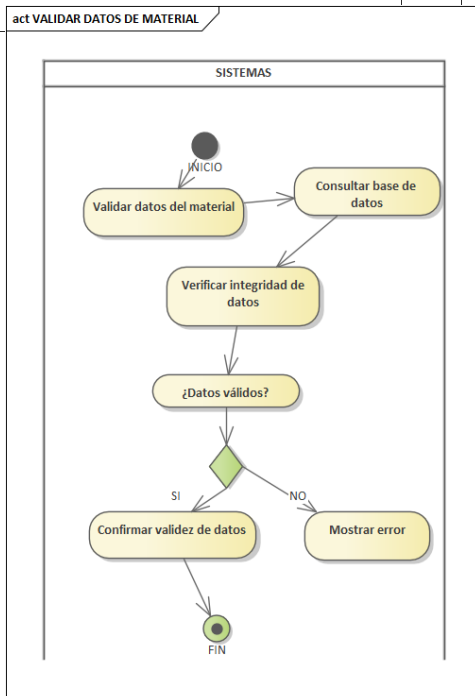 act VALIDAR DATOS DE MATERIAL
SISTEMAS
INICIO
Validar datos del material
Consultar base de
datos
Verificar integridad de
datos
¿Datos válidos?
SI
NO
Confirmar validez de datos
Mostrar error
FIN